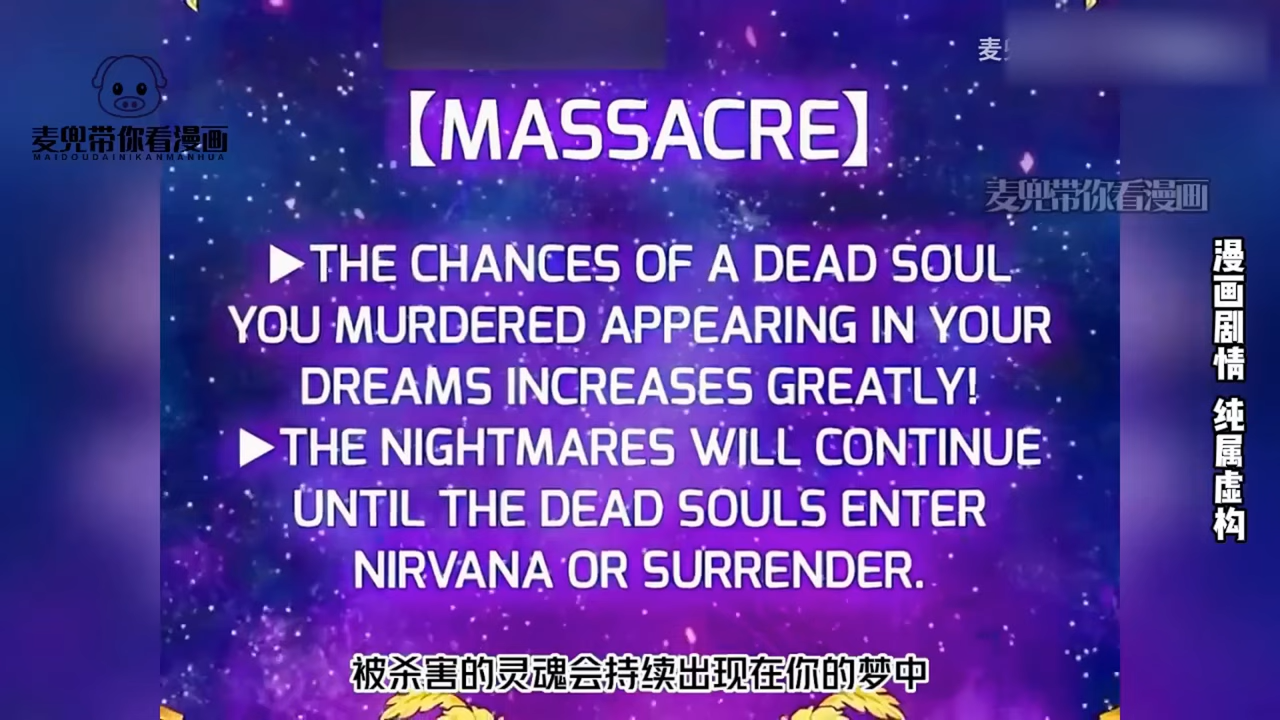 麦
麦兜带你看漫画
MAIDOUDAINIKANMANHUA
【MASSACRE】
麦兜带你看漫画
▶THE CHANCES OF A DEAD SOUL
YOU MURDERED APPEARING IN YOUR
DREAMS INCREASES GREATLY!
▶THE NIGHTMARES WILL CONTINUE
UNTIL THE DEAD SOULS ENTER
NIRVANA OR SURRENDER.
漫画剧情 纯属虚构
被杀害的灵魂会持续出现在你的梦中